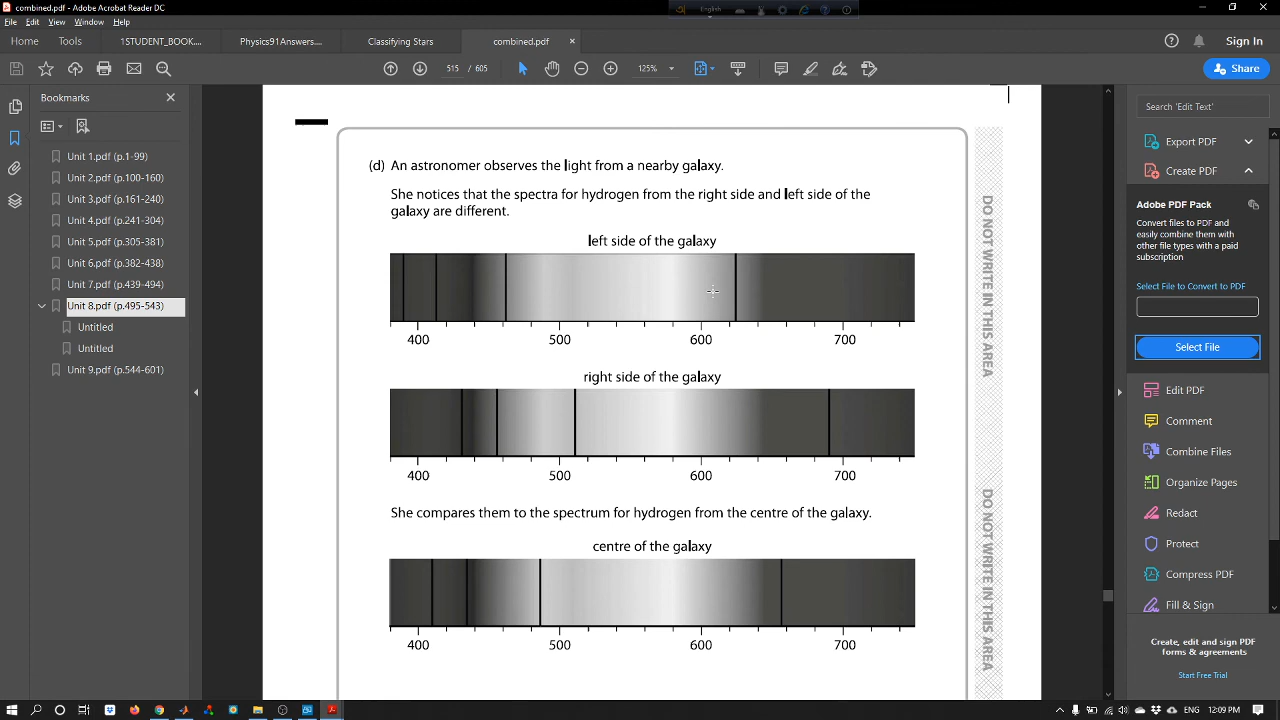 combined.pdf - Adobe Acrobat Reader DC
English
File Edit View Window Help
Home Tools 1STUDENT_BOOK,... Physics91Answers.... Classifying Stars combined.pdf Sign In
515 / 605 125% Share
Bookmarks
Unit 1.pdf (p.1-99)
Unit 2.pdf (p.100-160)
Unit 3.pdf (p.161-240)
Unit 4.pdf (p.241-304)
Unit 5.pdf (p.305-381)
Unit 6.pdf (p.382-438)
Unit 7.pdf (p.439-494)
Unit 8.pdf (p.495-543)
Untitled
Untitled
Unit 9.pdf (p.544-601)
(d) An astronomer observes the light from a nearby galaxy.
She notices that the spectra for hydrogen from the right side and left side of the
galaxy are different.
left side of the galaxy
400 500 600 700
right side of the galaxy
400 500 600 700
She compares them to the spectrum for hydrogen from the centre of the galaxy.
centre of the galaxy
400 500 600 700
DO NOT WRITE IN THIS AREA
DO NOT WRITE IN THIS AREA
Search 'Edit Text'
Export PDF
Create PDF
Adobe PDF Pack
Convert files to PDF and
easily combine them with
other file types with a paid
subscription.
Select File to Convert to PDF
Select File
Edit PDF
Comment
Combine Files
Organize Pages
Redact
Protect
Compress PDF
Fill & Sign
Convert, edit and sign PDF
forms & agreements
Start Free Trial
ENG 12:09 PM